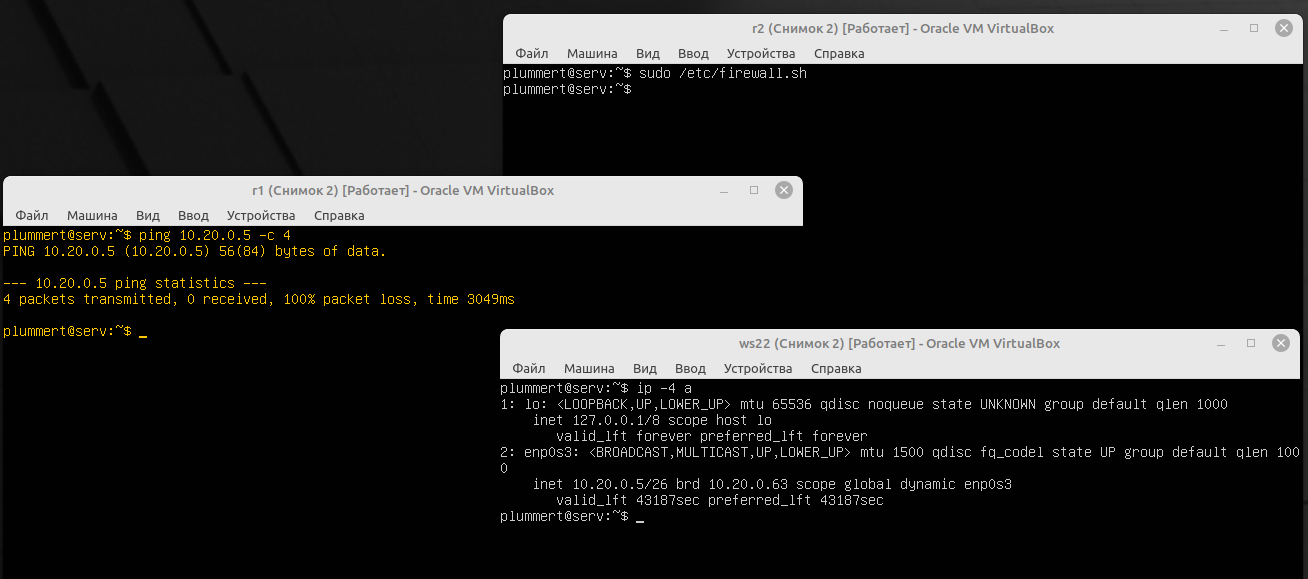 r2 (Снимок 2) [Работает] - Oracle VM VirtualBox
Файл Машина Вид Ввод Устройства Справка
plummert@serv:~$ sudo /etc/firewall.sh
plummert@serv:~$
r1 (Снимок 2) [Работает] - Oracle VM VirtualBox
Файл Машина Вид Ввод Устройства Справка
plummert@serv:~$ ping 10.20.0.5 -c 4
PING 10.20.0.5 (10.20.0.5) 56(84) bytes of data.
--- 10.20.0.5 ping statistics ---
4 packets transmitted, 0 received, 100% packet loss, time 3049ms
plummert@serv:~$ _
ws22 (Снимок 2) [Работает] - Oracle VM VirtualBox
Файл Машина Вид Ввод Устройства Справка
plummert@serv:~$ ip -4 a
1: lo: <LOOPBACK,UP,LOWER_UP> mtu 65536 qdisc noqueue state UNKNOWN group default qlen 1000
inet 127.0.0.1/8 scope host lo
valid_lft forever preferred_lft forever
2: enp0s3: <BROADCAST,MULTICAST,UP,LOWER_UP> mtu 1500 qdisc fq_codel state UP group default qlen 100
0
inet 10.20.0.5/26 brd 10.20.0.63 scope global dynamic enp0s3
valid_lft 43187sec preferred_lft 43187sec
plummert@serv:~$ _